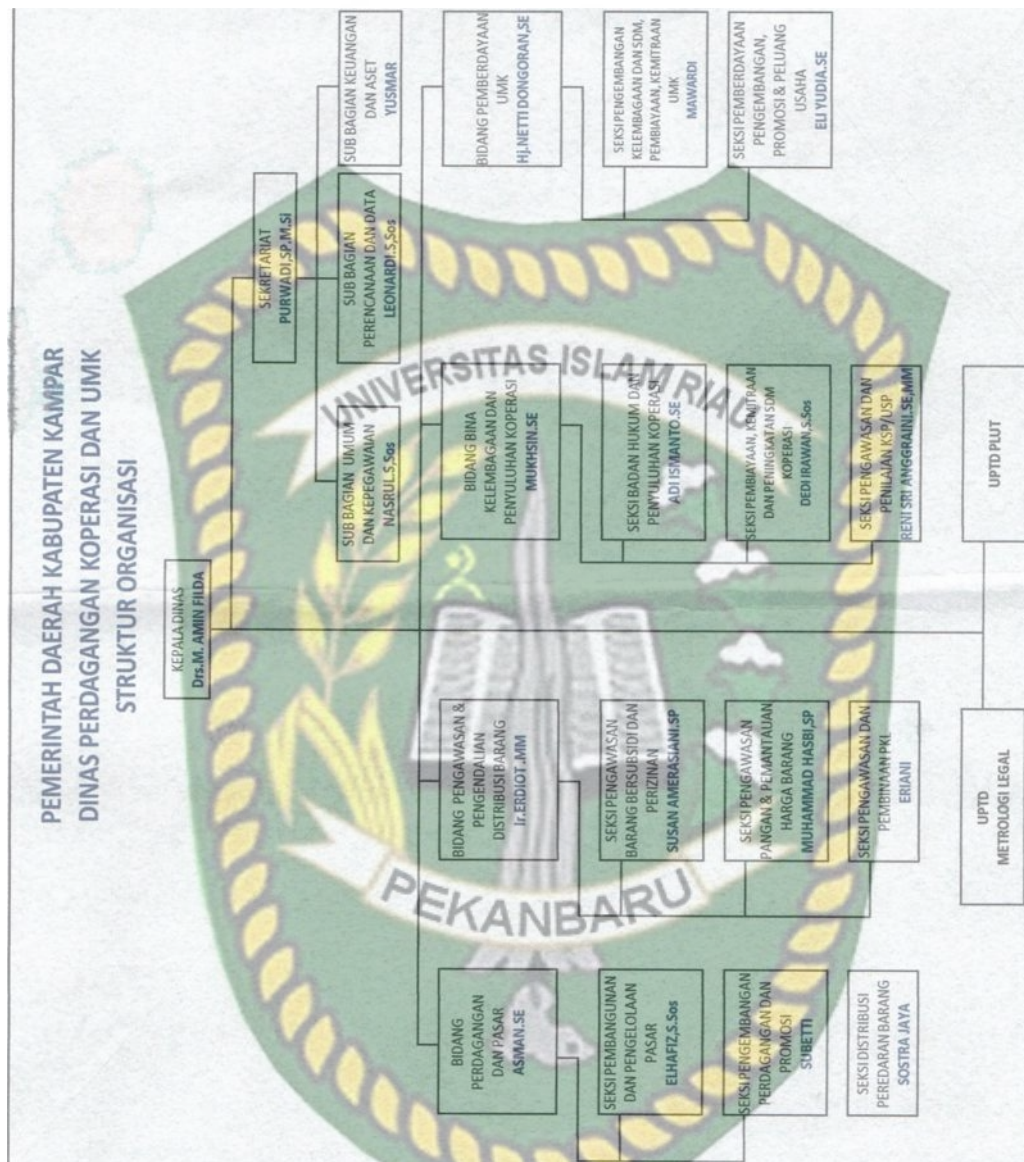 PEMERINTAH DAERAH KABUPATEN KAMPAR
DINAS PERDAGANGAN KOPERASI DAN UMK
STRUKTUR ORGANISASI
KEPALA DINAS
Drs.M. AMIN FILDA
SEKRETARIAT
PURWADI,SP,M.Si
SUB BAGIAN UMUM
DAN KEPEGAWAIAN
NASRUL.S,Sos
SUB BAGIAN
PERENCANAAN DAN DATA
LEONARDI.S,Sos
SUB BAGIAN KEUANGAN
DAN ASET
YUSMAR
BIDANG
PERDAGANGAN
DAN PASAR
ASMAN.SE
BIDANG PENGAWASAN &
PENGENDALIAN
DISTRIBUSI BARANG
Ir.ERDIOT.,MM
BIDANG BINA
KELEMBAGAAN DAN
PENYULUHAN KOPERASI
MUKHSIN.SE
BIDANG PEMBERDAYAAN
UMK
Hj.NETTI DONGORAN,SE
SEKSI PEMBANGUNAN
DAN PENGELOLAAN
PASAR
ELHAFIZ,S.Sos
SEKSI PENGAWASAN
BARANG BERSUBSIDI DAN
PERIZINAN
SUSAN AMERASIANI.SP
SEKSI BADAN HUKUM DAN
PENYULUHAN KOPERASI
ADI ISMANTO.SE
SEKSI PENGEMBANGAN
KELEMBAGAAN DAN SDM,
PEMBIAYAAN, KEMITRAAN
UMK
MAWARDI
SEKSI PENGEMBANGAN
PERDAGANGAN DAN
PROMOSI
SUBETTI
SEKSI PENGAWASAN
PANGAN & PEMANTAUAN
HARGA BARANG
MUHAMMAD HASBI,SP
SEKSI PEMBIAYAAN, KEMITRAAN
DAN PENINGKATAN SDM
KOPERASI
DEDI IRAWAN,S.Sos
SEKSI PEMBERDAYAAN
PENGEMBANGAN,
PROMOSI & PELUANG
USAHA
ELI YUDIA.SE
SEKSI DISTRIBUSI
PEREDARAN BARANG
SOSTRA JAYA
SEKSI PENGAWASAN DAN
PEMBINAAN PKL
ERIANI
SEKSI PENGAWASAN DAN
PENILAIAN KSP/USP
RENI SRI ANGGRAINI.SE,MM
UPTD
METROLOGI LEGAL
UPTD PLUT
UNIVERSITAS ISLAM RIAU
PEKANBARU